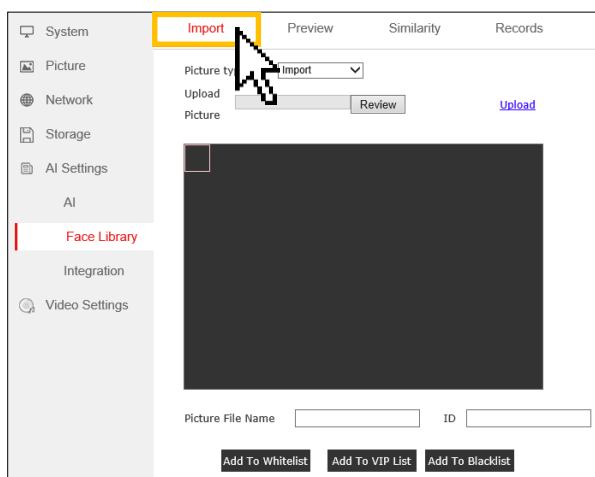 System
Picture
Network
Storage
AI Settings
AI
Face Library
Integration
Video Settings
Import Preview Similarity Records
Picture ty Import
Upload
Picture
Review Upload
Picture File Name ID
Add To Whitelist Add To VIP List Add To Blacklist